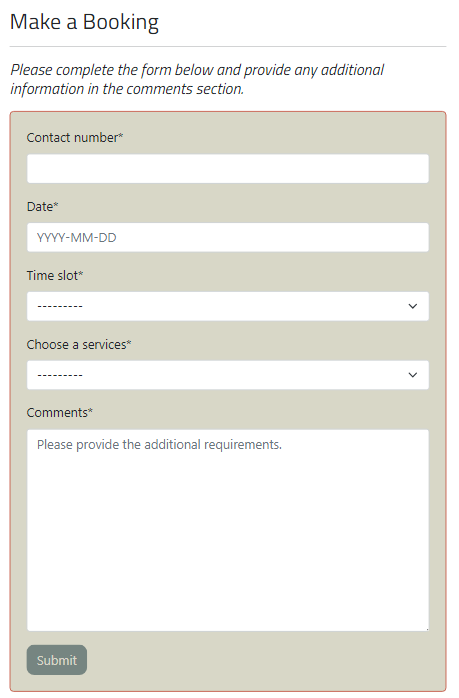 Make a Booking
Please complete the form below and provide any additional
information in the comments section.
Contact number*
Date*
YYYY-MM-DD
Time slot*
---------
Choose a services*
---------
Comments*
Please provide the additional requirements.
Submit